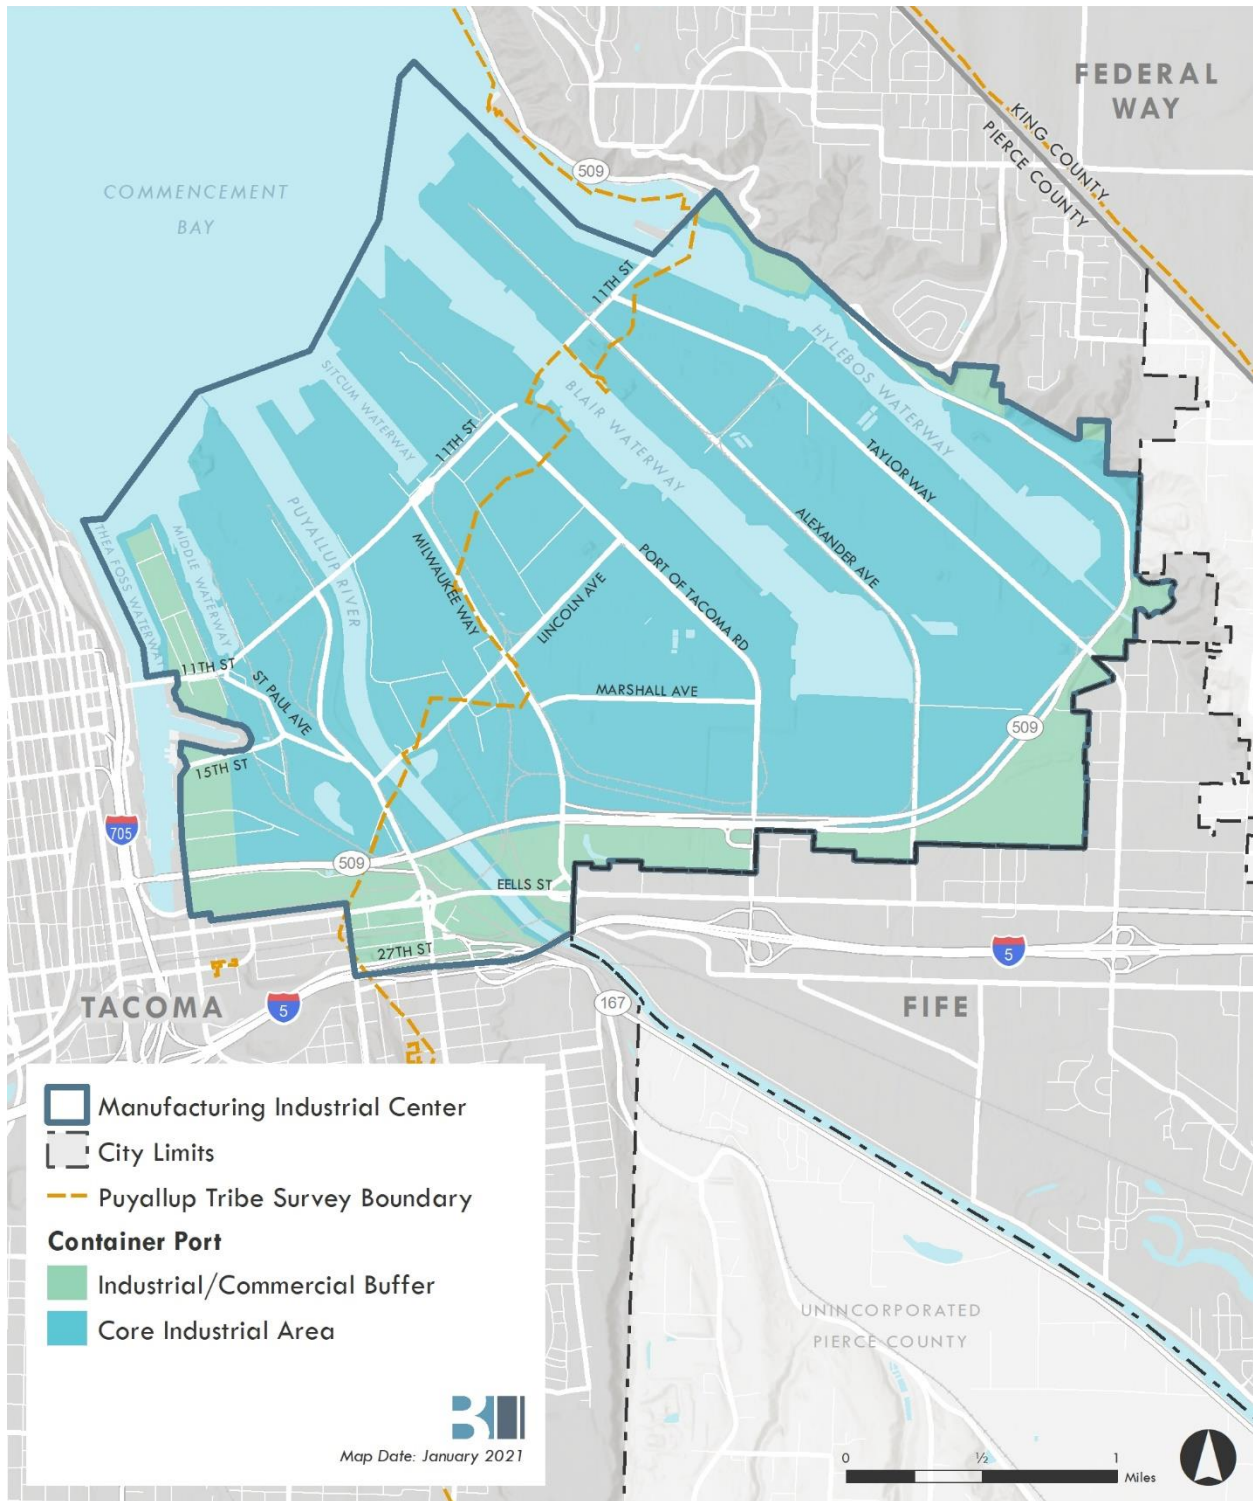 FEDERAL
WAY
KING COUNTY
PIERCE COUNTY
COMMENCEMENT
BAY
509
11TH ST
HYLEBOS WATERWAY
SITCUM WATERWAY
BLAIR WATERWAY
11TH ST
TAYLOR WAY
PUYALLUP RIVER
THEA FOSS WATERWAY
MIDDLE WATERWAY
MILWAUKEE WAY
LINCOLN AVE
PORT OF TACOMA RD
ALEXANDER AVE
11TH ST
ST PAUL AVE
MARSHALL AVE
509
15TH ST
705
509
EELLS ST
27TH ST
5
TACOMA
5
167
FIFE
Manufacturing Industrial Center
City Limits
Puyallup Tribe Survey Boundary
Container Port
Industrial/Commercial Buffer
Core Industrial Area
UNINCORPORATED
PIERCE COUNTY
Map Date: January 2021
0 ½ 1
Miles